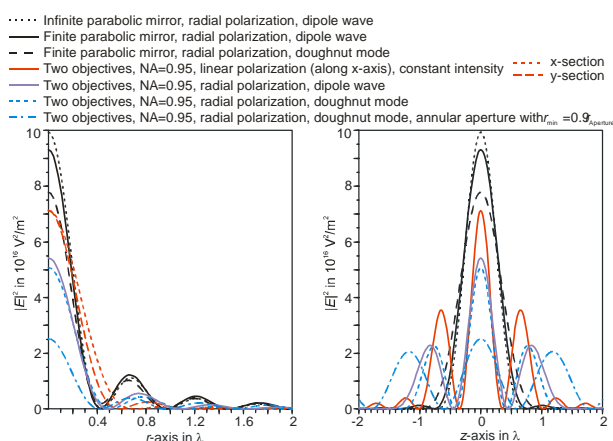 Infinite parabolic mirror, radial polarization, dipole wave
Finite parabolic mirror, radial polarization, dipole wave
Finite parabolic mirror, radial polarization, doughnut mode
Two objectives, NA=0.95, linear polarization (along x-axis), constant intensity
x-section
y-section
Two objectives, NA=0.95, radial polarization, dipole wave
Two objectives, NA=0.95, radial polarization, doughnut mode
Two objectives, NA=0.95, radial polarization, doughnut mode, annular aperture with r_min =0.9 r_Aperture
10
8
6
4
2
0
|E|² in 10¹⁶ V²/m²
0.4 0.8 1.2 1.6 2
r-axis in λ
10
8
6
4
2
0
|E|² in 10¹⁶ V²/m²
-2 -1 0 1 2
z-axis in λ